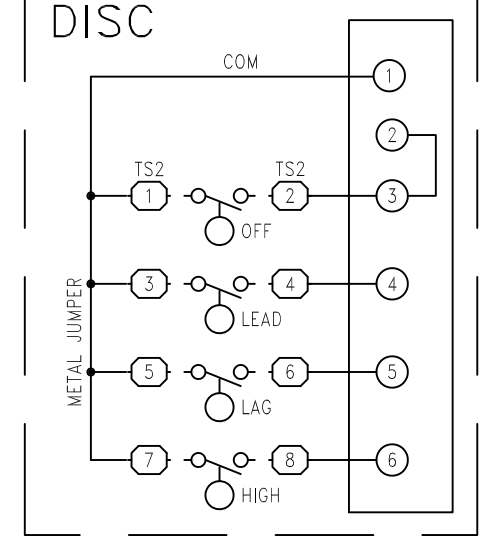 DISC
COM
1
2
TS2 TS2
1 2 3
OFF
3 4 4
LEAD
METAL JUMPER
5 6 5
LAG
7 8 6
HIGH